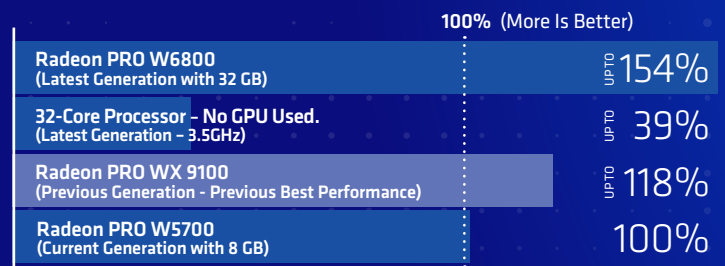 100% (More Is Better)
Radeon PRO W6800
(Latest Generation with 32 GB)
UPTO 154%
32-Core Processor – No GPU Used.
(Latest Generation – 3.5GHz)
UPTO 39%
Radeon PRO WX 9100
(Previous Generation - Previous Best Performance)
UPTO 118%
Radeon PRO W5700
(Current Generation with 8 GB)
100%